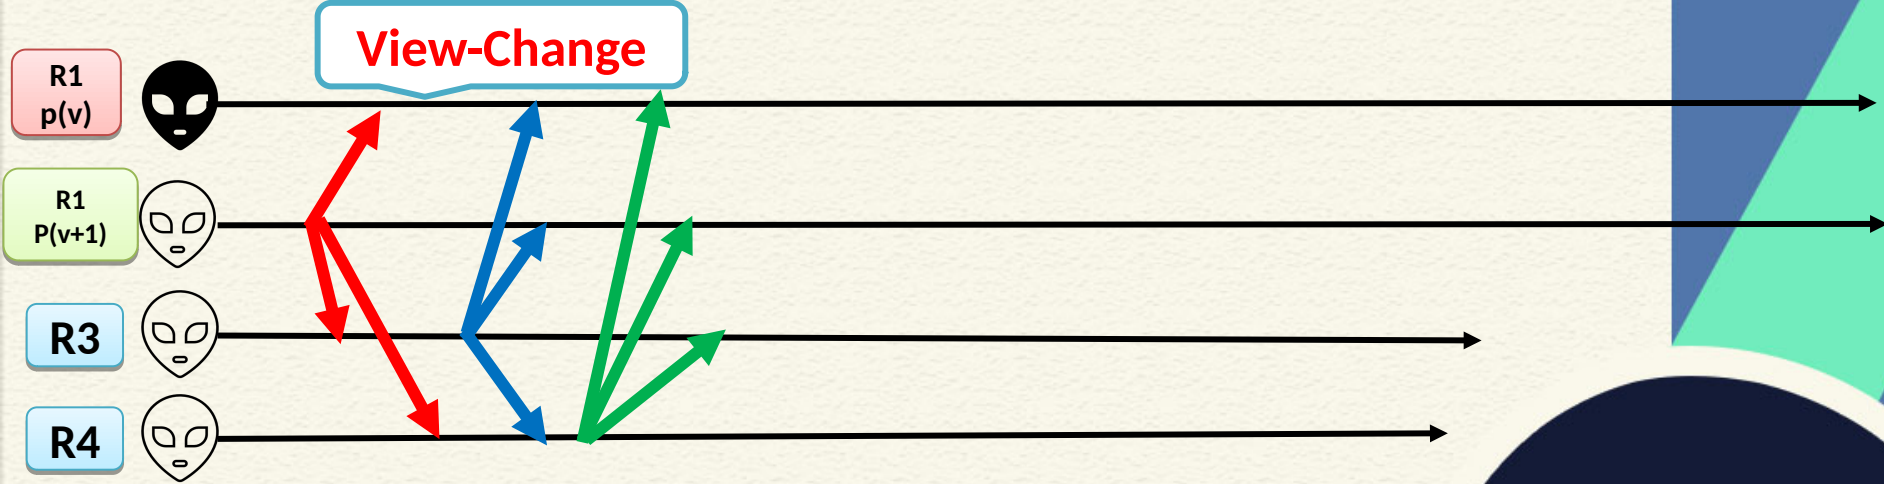 View-Change
R1
p(v)
R1
P(v+1)
R3
R4